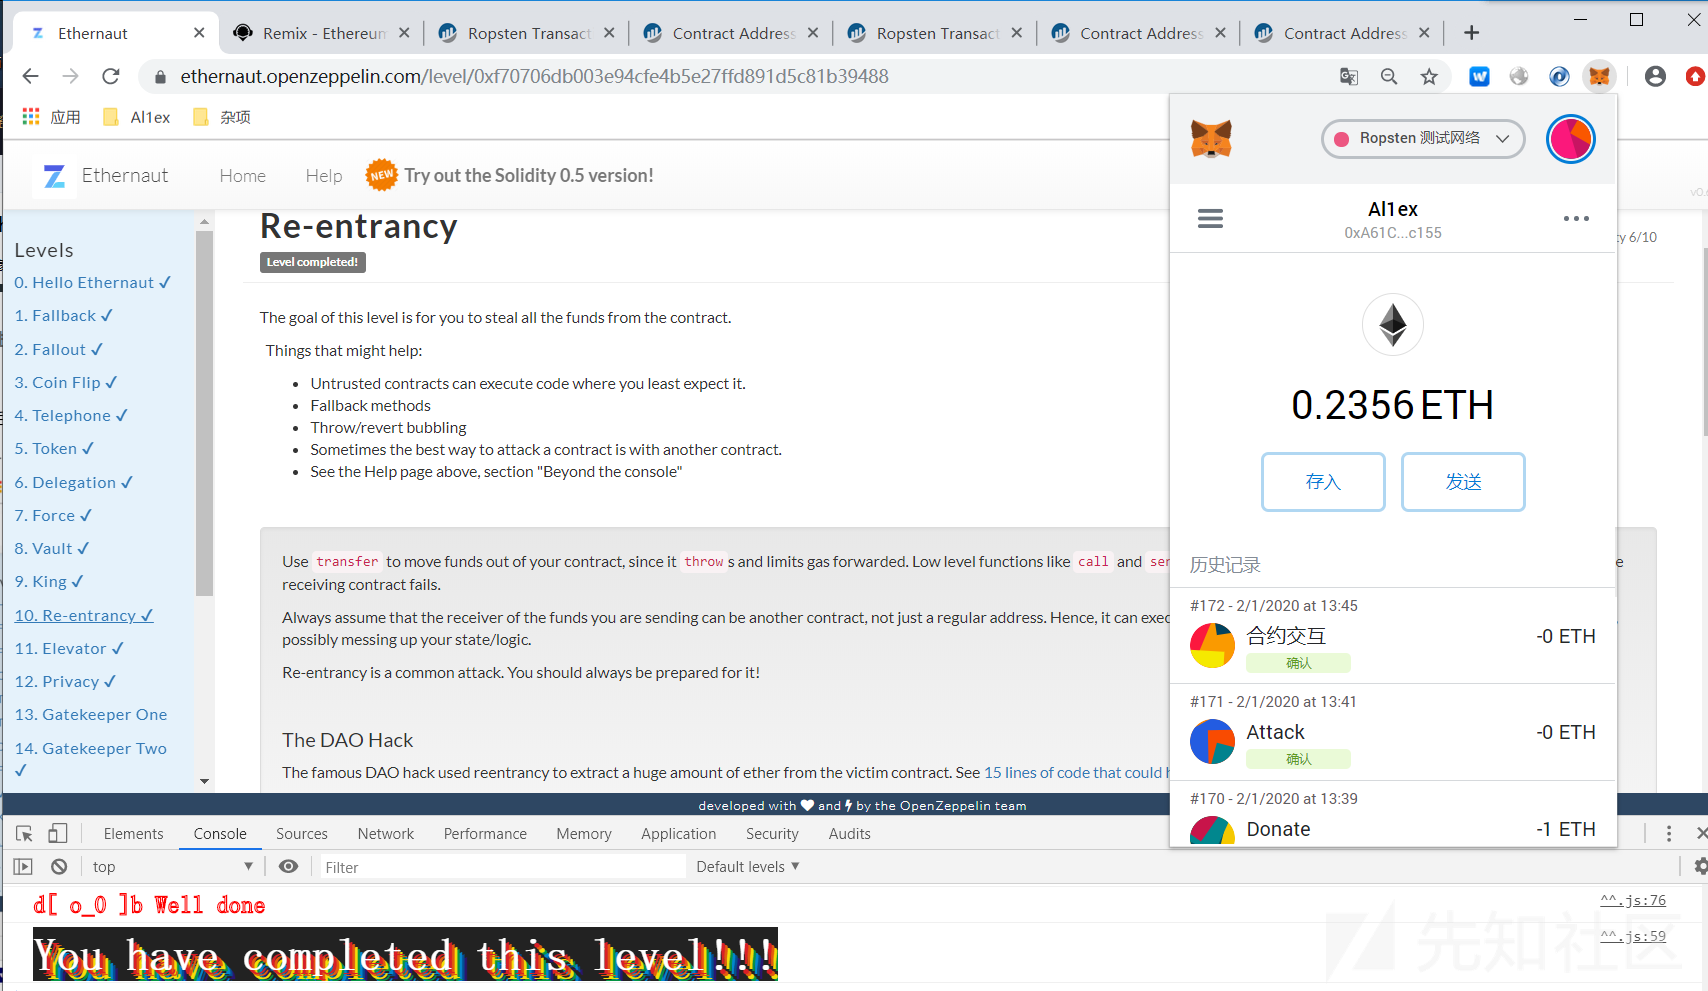 Ethernaut
Remix - Ethereum
Ropsten Transact
Contract Address
Ropsten Transact
Contract Address
Contract Address
ethernaut.openzeppelin.com/level/0xf70706db003e94cfe4b5e27ffd891d5c81b39488
应用
Al1ex
杂项
Ethernaut
Home
Help
NEW
Try out the Solidity 0.5 version!
Levels
0. Hello Ethernaut ✓
1. Fallback ✓
2. Fallout ✓
3. Coin Flip ✓
4. Telephone ✓
5. Token ✓
6. Delegation ✓
7. Force ✓
8. Vault ✓
9. King ✓
10. Re-entrancy ✓
11. Elevator ✓
12. Privacy ✓
13. Gatekeeper One
14. Gatekeeper Two
✓
Re-entrancy
Level completed!
ty 6/10
The goal of this level is for you to steal all the funds from the contract.
Things that might help:
• Untrusted contracts can execute code where you least expect it.
• Fallback methods
• Throw/revert bubbling
• Sometimes the best way to attack a contract is with another contract.
• See the Help page above, section "Beyond the console"
Use transfer to move funds out of your contract, since it throw s and limits gas forwarded. Low level functions like call and ser
receiving contract fails.
Always assume that the receiver of the funds you are sending can be another contract, not just a regular address. Hence, it can exec
possibly messing up your state/logic.
Re-entrancy is a common attack. You should always be prepared for it!
The DAO Hack
The famous DAO hack used reentrancy to extract a huge amount of ether from the victim contract. See 15 lines of code that could h
developed with ♥ and ⚡ by the OpenZeppelin team
Ropsten 测试网络
Al1ex
0xA61C...c155
0.2356 ETH
存入
发送
历史记录
#172 - 2/1/2020 at 13:45
合约交互
-0 ETH
确认
#171 - 2/1/2020 at 13:41
Attack
-0 ETH
确认
#170 - 2/1/2020 at 13:39
Donate
-1 ETH
Elements
Console
Sources
Network
Performance
Memory
Application
Security
Audits
top
Filter
Default levels
d[ o_0 ]b Well done
^^.js:76
You have completed this level!!!
^^.js:59
先知社区